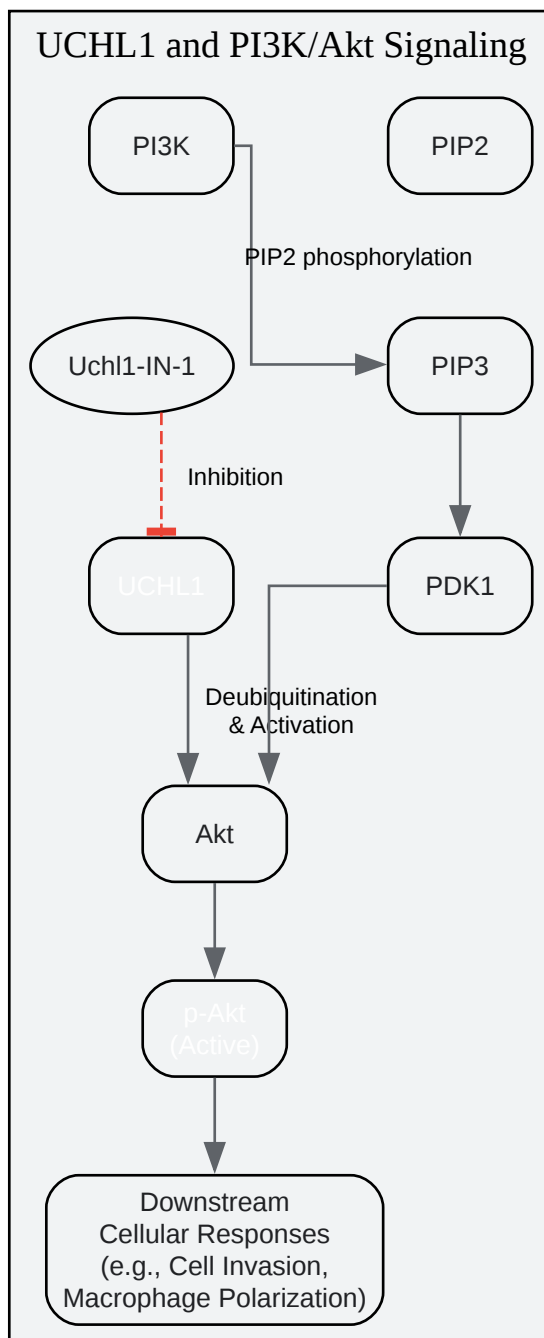 UCHL1 and PI3K/Akt Signaling
PI3K
PIP2
PIP2 phosphorylation
Uchl1-IN-1
PIP3
Inhibition
UCHL1
PDK1
Deubiquitination
& Activation
Akt
p-Akt
(Active)
Downstream
Cellular Responses
(e.g., Cell Invasion,
Macrophage Polarization)